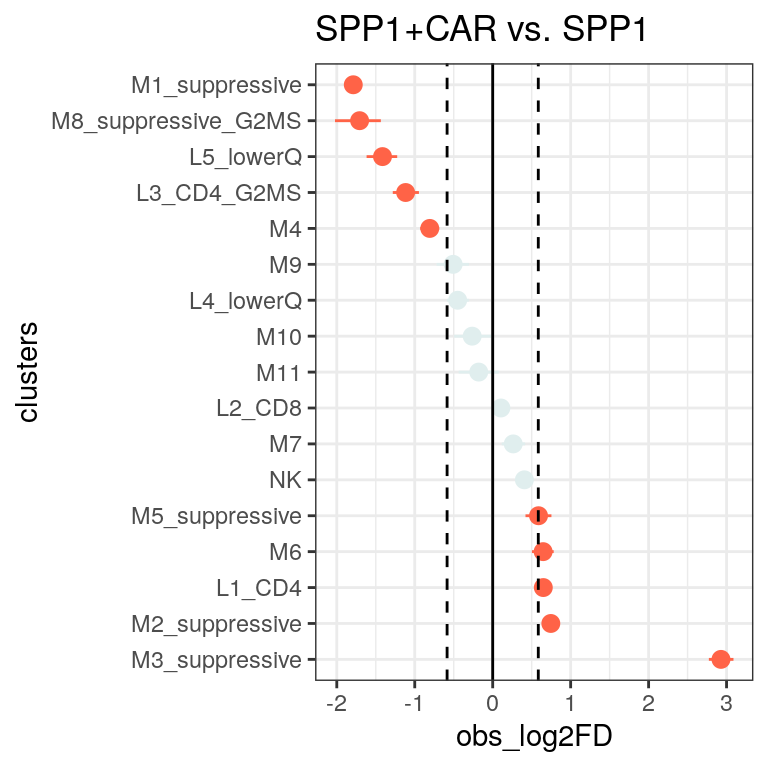 SPP1+CAR vs. SPP1
clusters
M1_suppressive
M8_suppressive_G2MS
L5_lowerQ
L3_CD4_G2MS
M4
M9
L4_lowerQ
M10
M11
L2_CD8
M7
NK
M5_suppressive
M6
L1_CD4
M2_suppressive
M3_suppressive
-2 -1 0 1 2 3
obs_log2FD